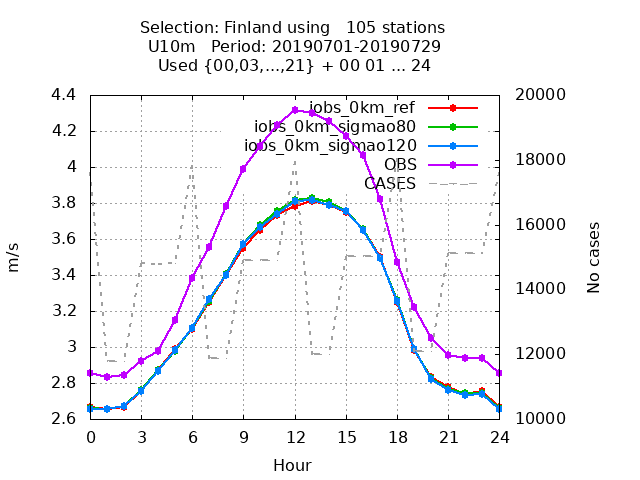 Selection: Finland using   105 stations
U10m   Period: 20190701-20190729
Used {00,03,...,21} + 00 01 ... 24
4.4
4.2
4
3.8
3.6
3.4
3.2
3
2.8
2.6
20000
18000
16000
14000
12000
10000
iobs_0km_ref
iobs_0km_sigmao80
iobs_0km_sigmao120
OBS
CASES
m/s
No cases
0 3 6 9 12 15 18 21 24
Hour